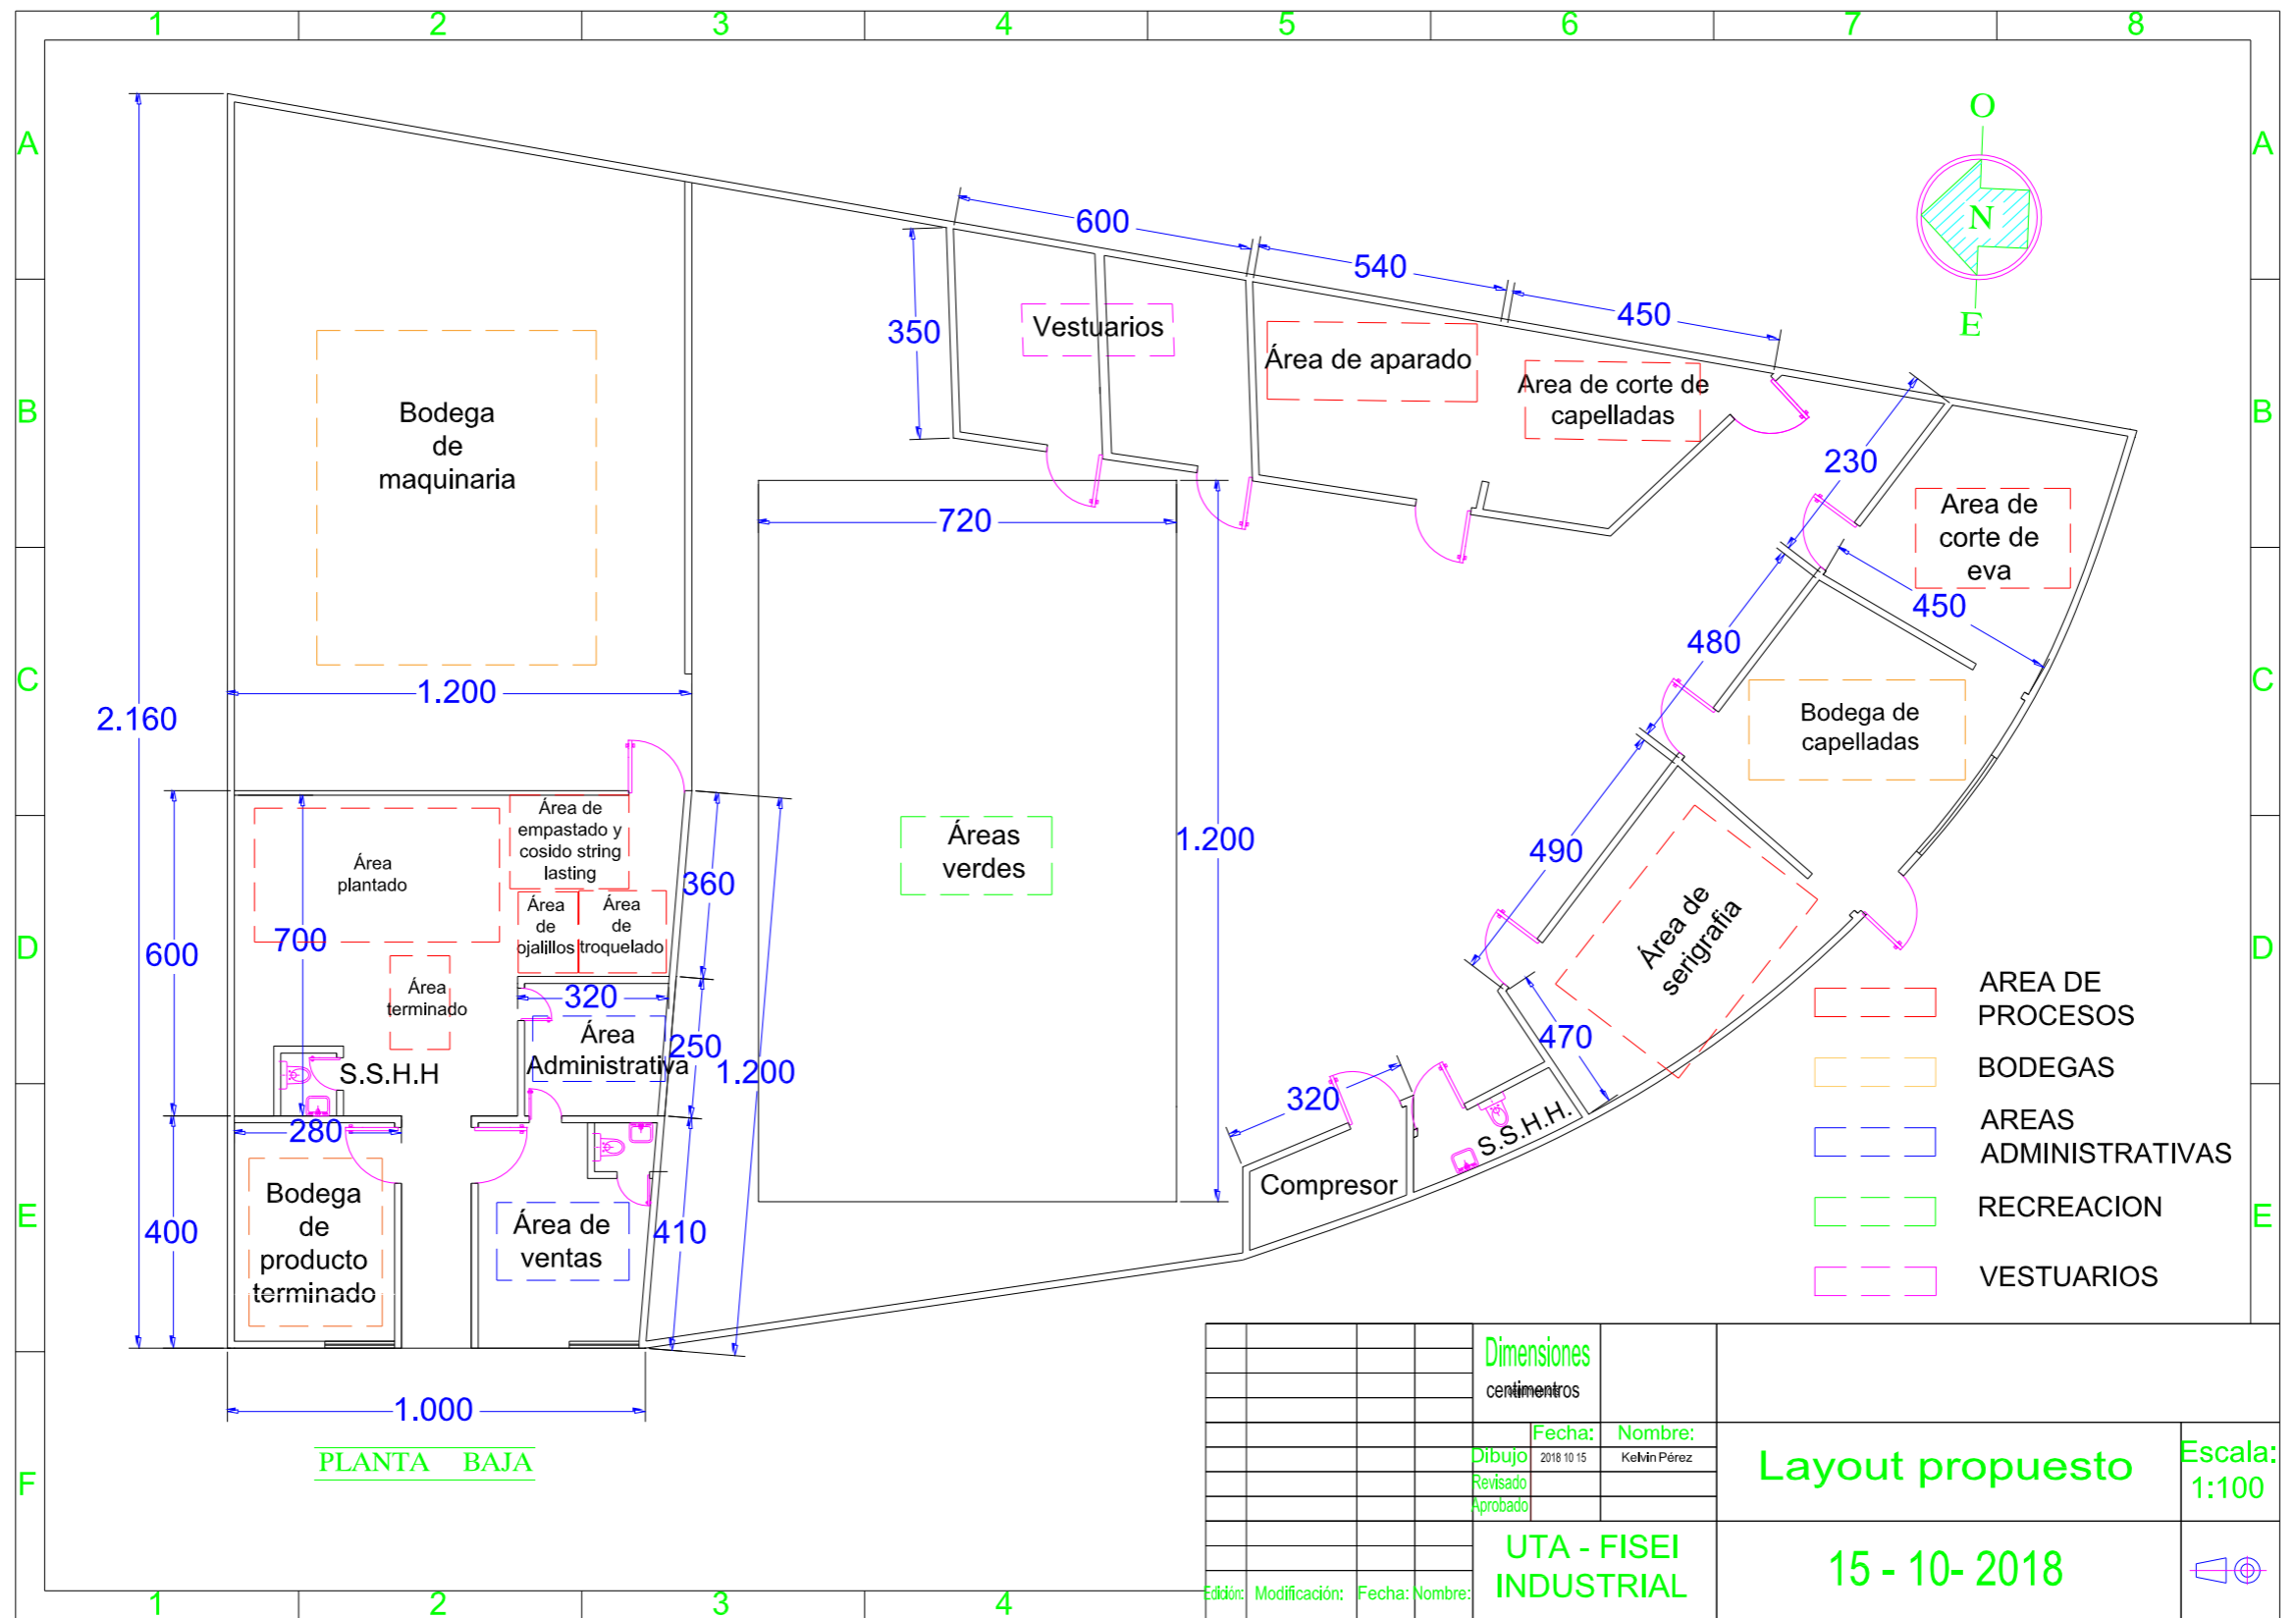 1 2 3 4 5 6 7 8
A
A
O
N
E
600
540
450
350
Vestuarios
Área de aparado
Area de corte de
capelladas
B
B
Bodega
de
maquinaria
230
Area de
corte de
eva
720
450
480
C
C
1.200
2.160
Bodega de
capelladas
Área de
empastado y
cosido string
lasting
Área
plantado
Áreas
verdes
1.200
490
360
Área
de
ojalillos
Área
de
troquelado
Área de
serigrafia
D
D
600
700
Área
terminado
320
Área
Administrativa
250
1.200
470
S.S.H.H
320
S.S.H.H.
280
Compresor
E
E
400
Bodega
de
producto
terminado
Área de
ventas
410
AREA DE
PROCESOS
BODEGAS
AREAS
ADMINISTRATIVAS
RECREACION
VESTUARIOS
1.000
PLANTA BAJA
F
Dimensiones
centimentros
Fecha: Nombre:
Dibujo 2018 10 15 Kelvin Pérez
Revisado
Aprobado
Layout propuesto
Escala:
1:100
UTA - FISEI
INDUSTRIAL
15 - 10- 2018
Edición: Modificación: Fecha: Nombre:
1 2 3 4